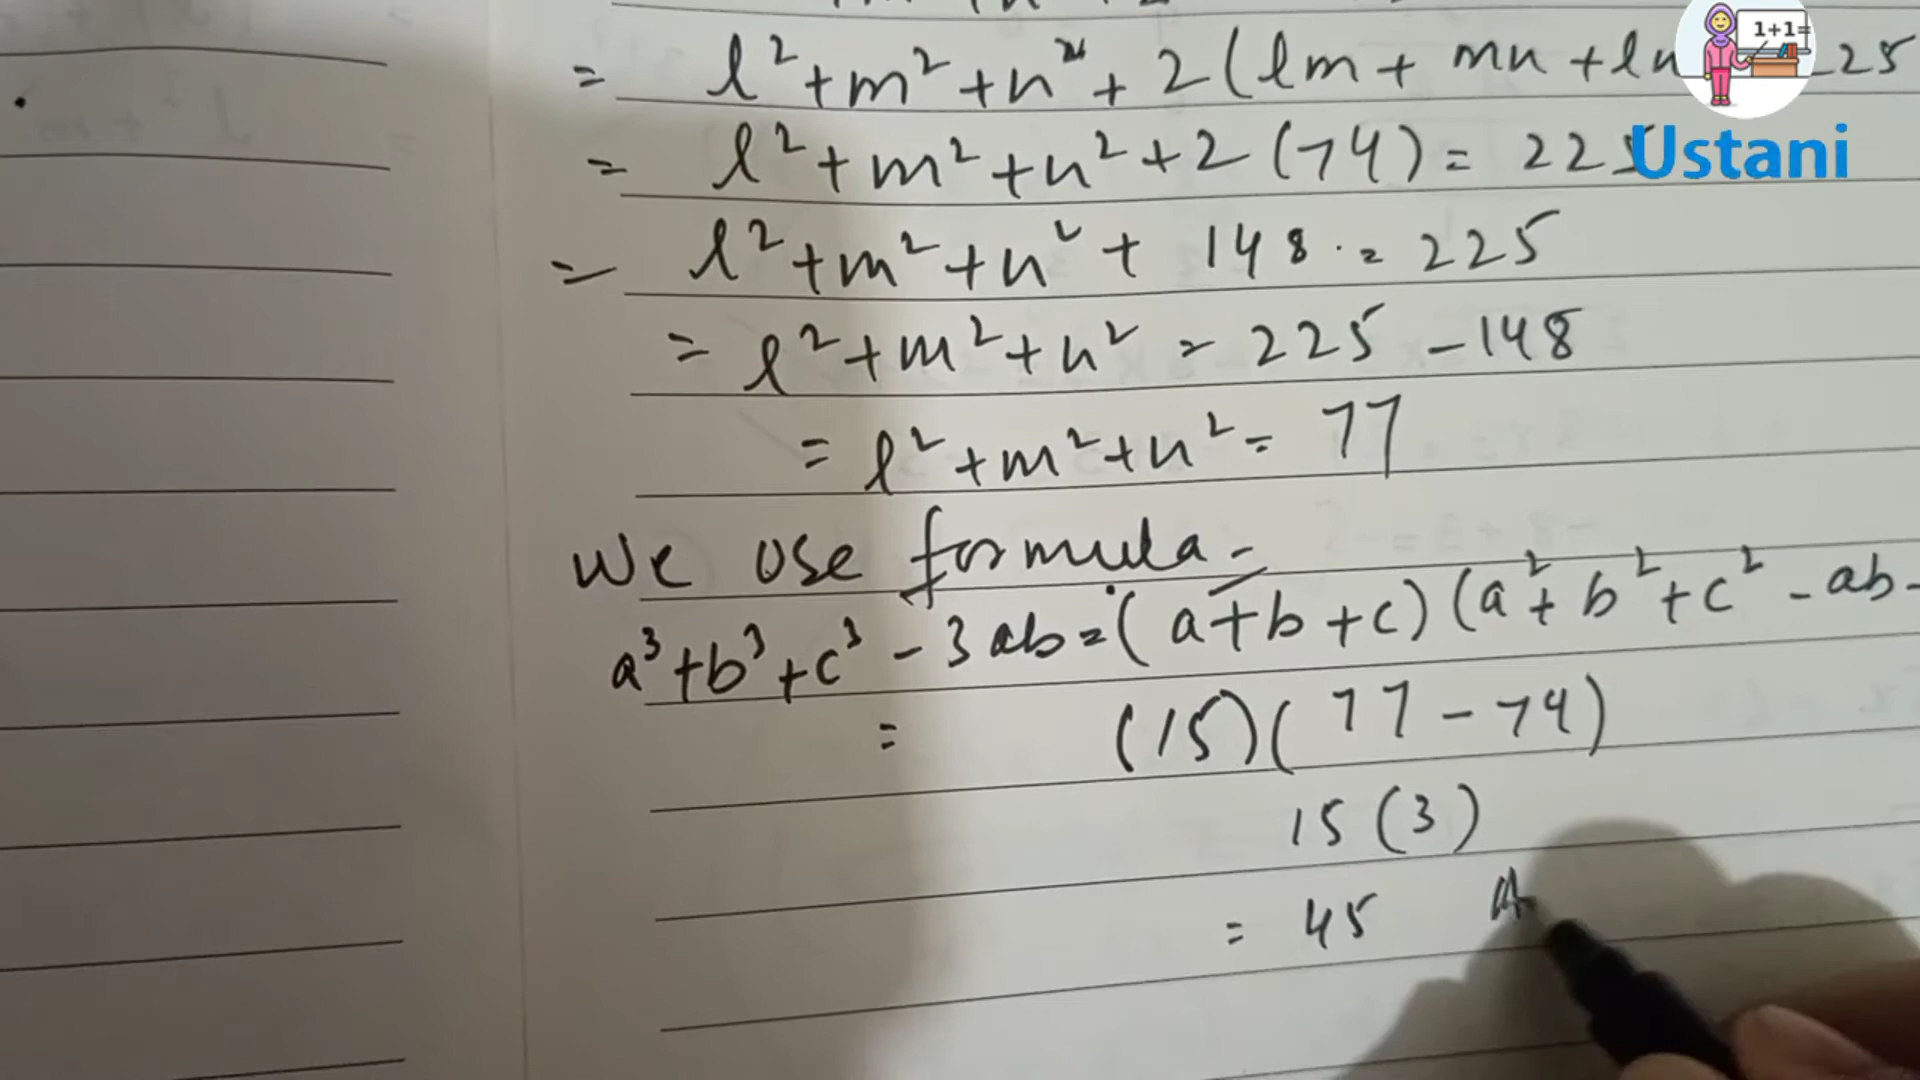 = l² + m² + n² + 2 (lm + mn + ln 225
1+1=
= l² + m² + n² + 2 (74) = 225
Ustani
= l² + m² + n² + 148 = 225
= l² + m² + n² = 225 - 148
= l² + m² + n² = 77
We use formula -
a³ + b³ + c³ - 3ab = (a + b + c) (a² + b² + c² - ab -
= (15) (77 - 74)
15 (3)
= 45 A